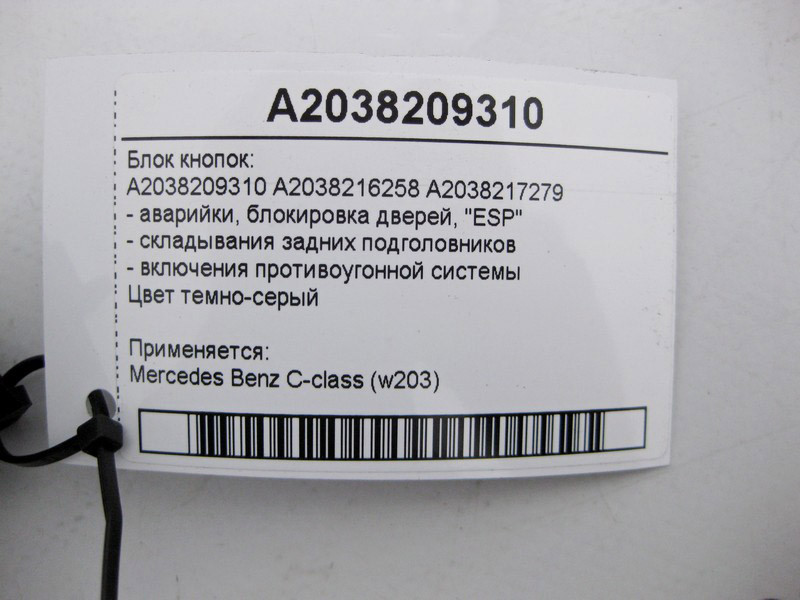 A2038209310
Блок кнопок:
A2038209310 A2038216258 A2038217279
- аварийки, блокировка дверей, "ESP"
- складывания задних подголовников
- включения противоугонной системы
Цвет темно-серый
Применяется:
Mercedes Benz C-class (w203)